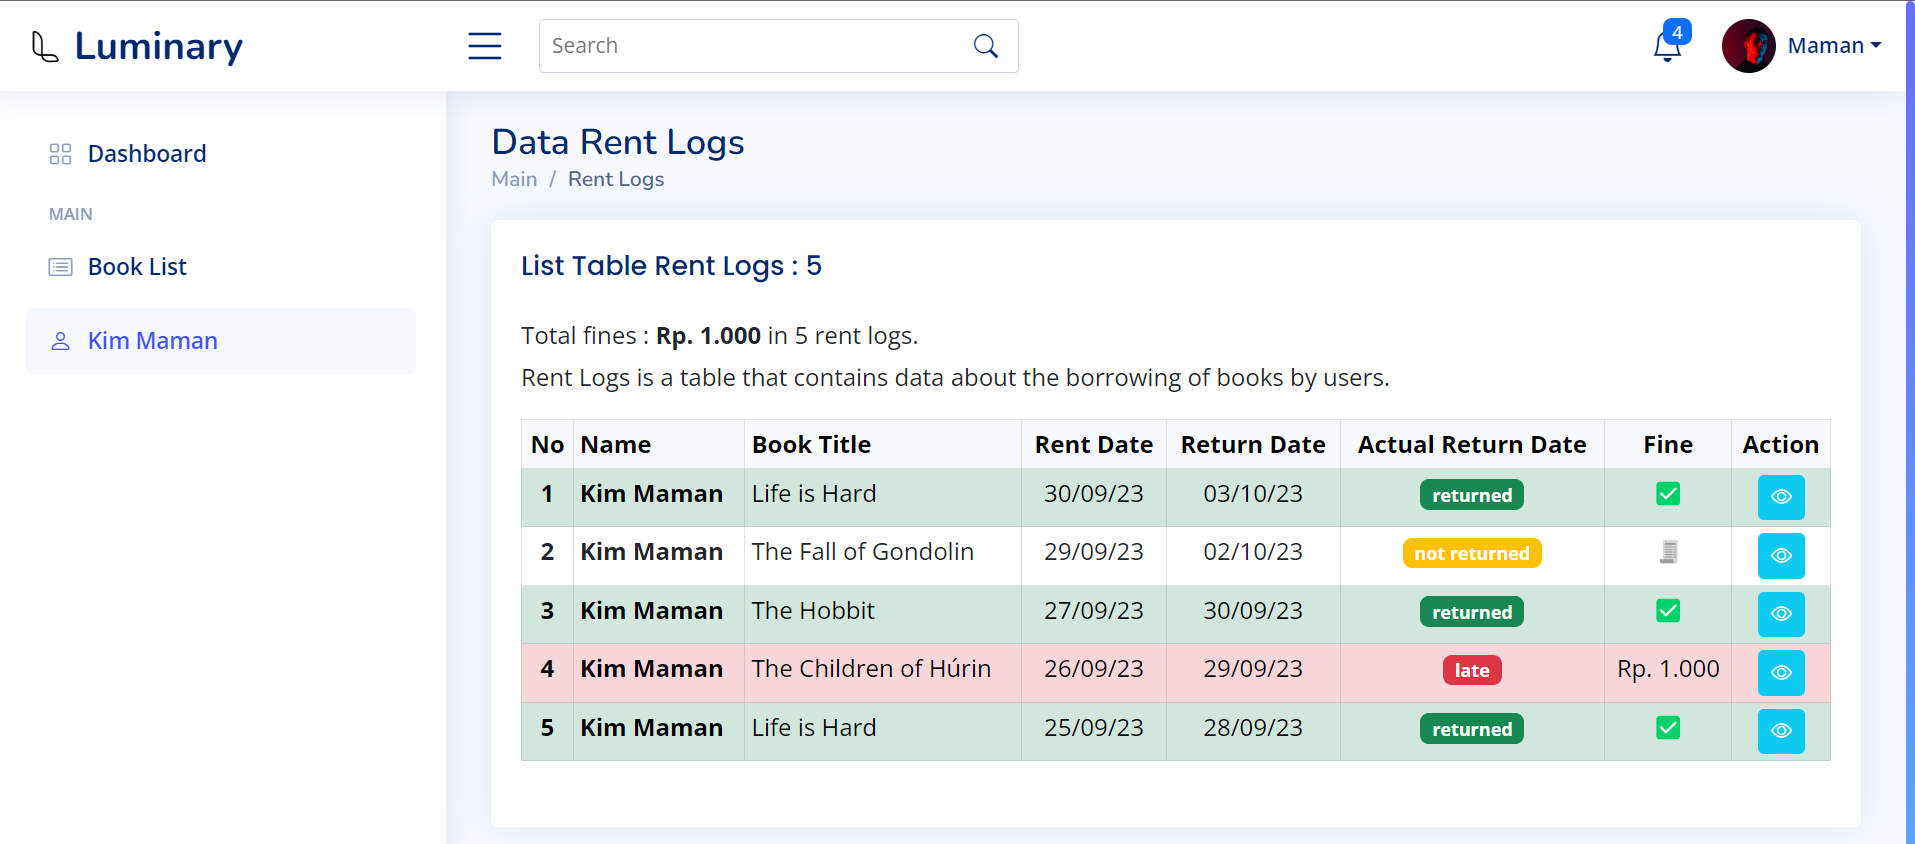 Luminary
Search
4
Maman
Dashboard
MAIN
Book List
Kim Maman
Data Rent Logs
Main / Rent Logs
List Table Rent Logs : 5
Total fines : Rp. 1.000 in 5 rent logs.
Rent Logs is a table that contains data about the borrowing of books by users.
No Name Book Title Rent Date Return Date Actual Return Date Fine Action
1 Kim Maman Life is Hard 30/09/23 03/10/23 returned
2 Kim Maman The Fall of Gondolin 29/09/23 02/10/23 not returned
3 Kim Maman The Hobbit 27/09/23 30/09/23 returned
4 Kim Maman The Children of Húrin 26/09/23 29/09/23 late Rp. 1.000
5 Kim Maman Life is Hard 25/09/23 28/09/23 returned